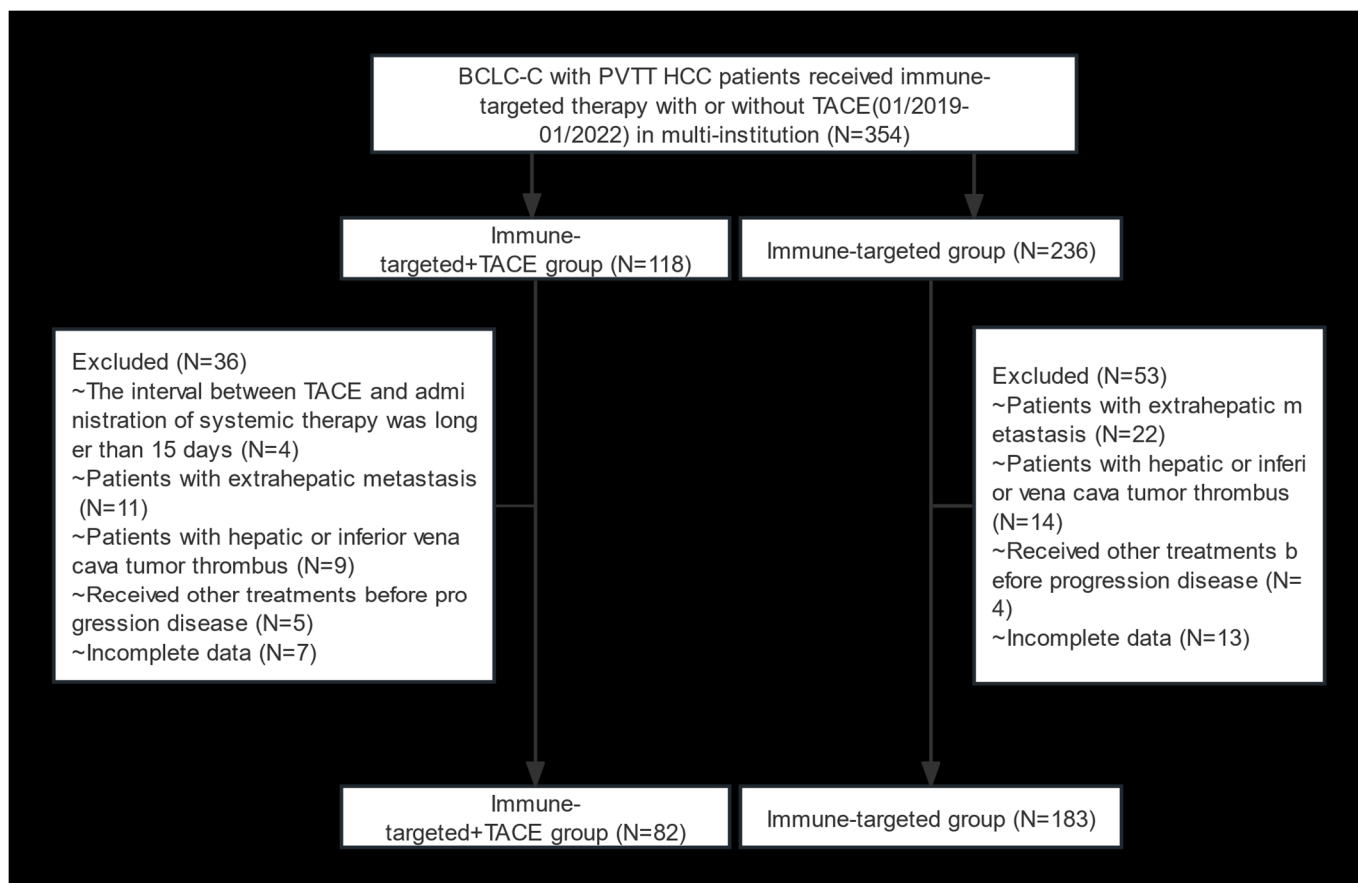 BCLC-C with PVTT HCC patients received immune-
targeted therapy with or without TACE(01/2019-
01/2022) in multi-institution (N=354)
Immune-
targeted+TACE group (N=118)
Immune-targeted group (N=236)
Excluded (N=36)
~The interval between TACE and admi
nistration of systemic therapy was long
er than 15 days (N=4)
~Patients with extrahepatic metastasis
(N=11)
~Patients with hepatic or inferior vena
cava tumor thrombus (N=9)
~Received other treatments before pro
gression disease (N=5)
~Incomplete data (N=7)
Excluded (N=53)
~Patients with extrahepatic m
etastasis (N=22)
~Patients with hepatic or inferi
or vena cava tumor thrombus
(N=14)
~Received other treatments b
efore progression disease (N=
4)
~Incomplete data (N=13)
Immune-
targeted+TACE group (N=82)
Immune-targeted group (N=183)